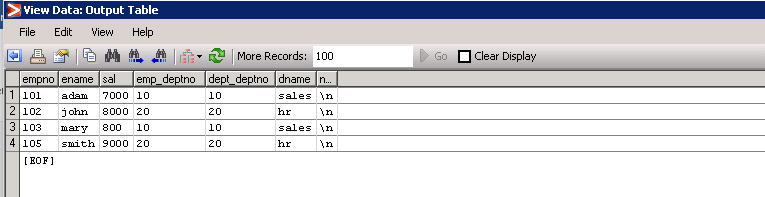 View Data: Output Table
File Edit View Help
More Records: 100 Go Clear Display
empno ename sal emp_deptno dept_deptno dname n...
1 101 adam 7000 10 10 sales \n
2 102 john 8000 20 20 hr \n
3 103 mary 800 10 10 sales \n
4 105 smith 9000 20 20 hr \n
[EOF]